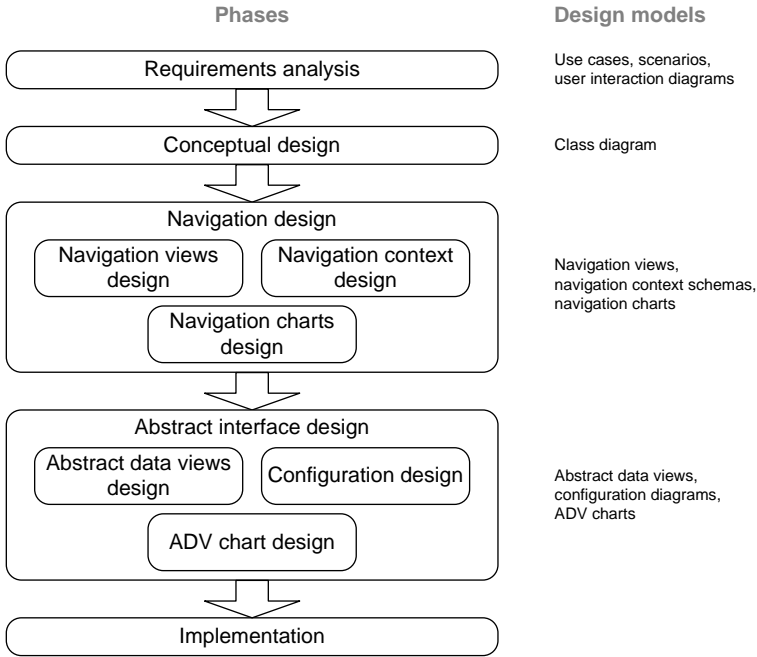 Phases
Design models
Requirements analysis
Use cases, scenarios,
user interaction diagrams
Conceptual design
Class diagram
Navigation design
Navigation views
design
Navigation context
design
Navigation charts
design
Navigation views,
navigation context schemas,
navigation charts
Abstract interface design
Abstract data views
design
Configuration design
ADV chart design
Abstract data views,
configuration diagrams,
ADV charts
Implementation